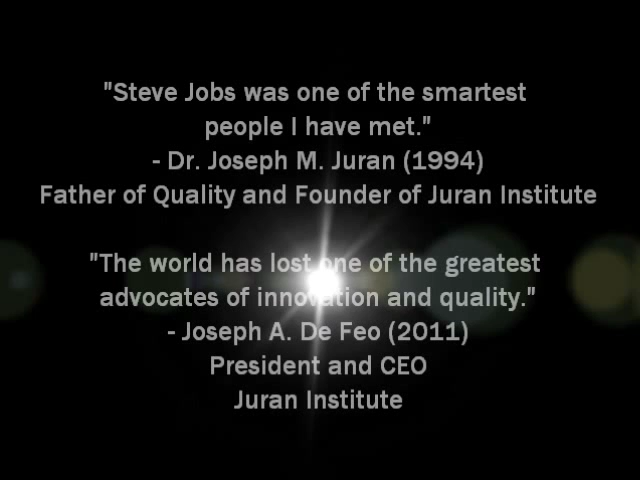 "Steve Jobs was one of the smartest
people I have met."
- Dr. Joseph M. Juran (1994)
Father of Quality and Founder of Juran Institute
"The world has lost one of the greatest
advocates of innovation and quality."
- Joseph A. De Feo (2011)
President and CEO
Juran Institute